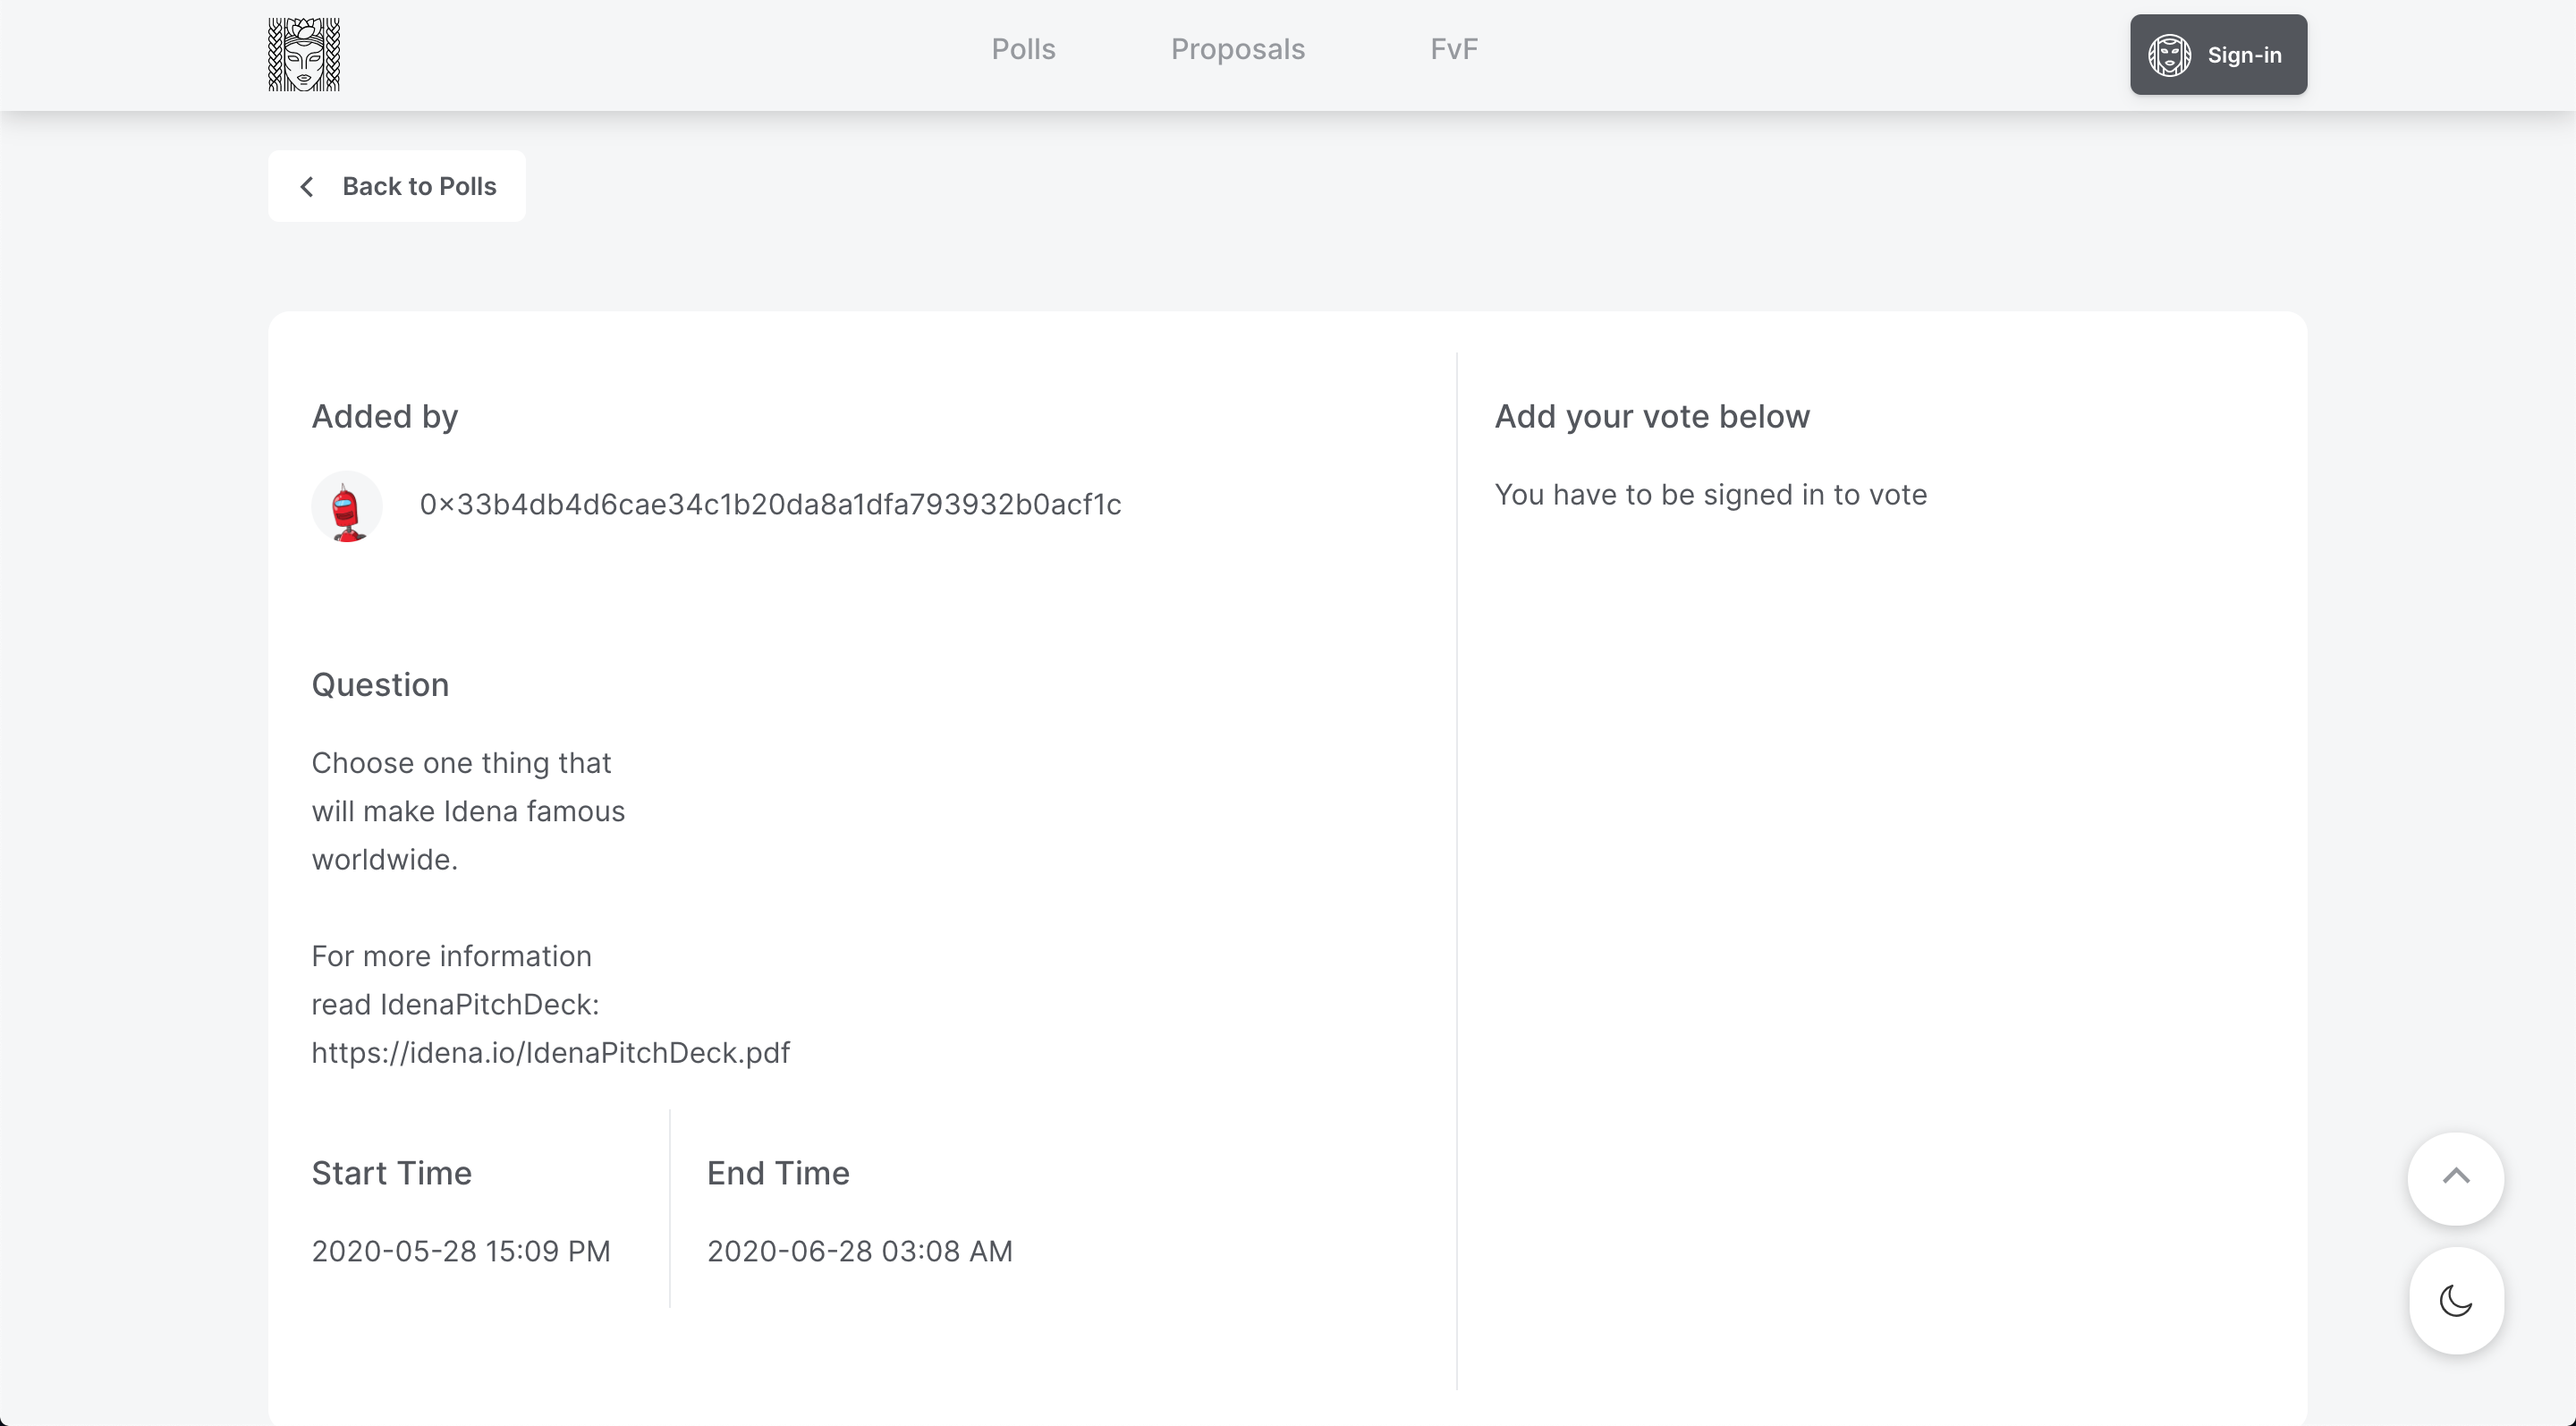 Polls
Proposals
FvF
Sign-in
Back to Polls
Added by
0x33b4db4d6cae34c1b20da8a1dfa793932b0acf1c
Add your vote below
You have to be signed in to vote
Question
Choose one thing that
will make Idena famous
worldwide.
For more information
read IdenaPitchDeck:
https://idena.io/IdenaPitchDeck.pdf
Start Time
2020-05-28 15:09 PM
End Time
2020-06-28 03:08 AM